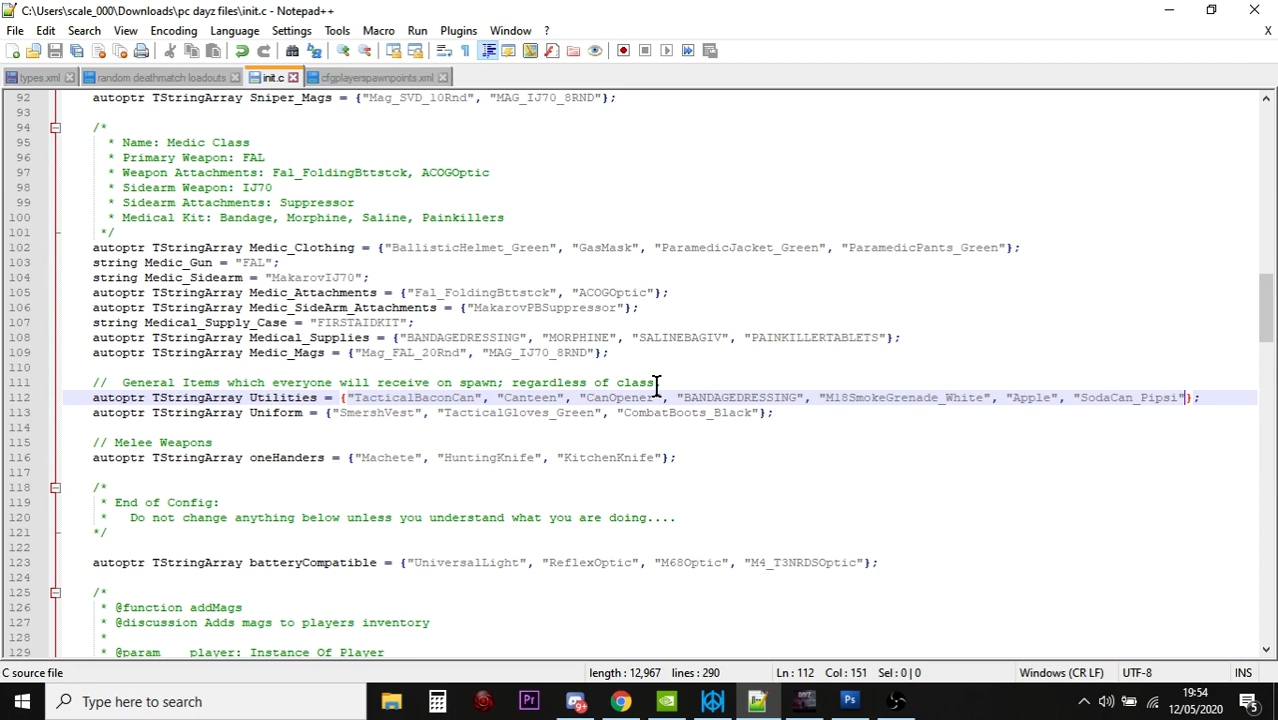 C:\Users\scale_000\Downloads\pc dayz files\init.c - Notepad++
File Edit Search View Encoding Language Settings Tools Macro Run Plugins Window ? X
types.xml random deathmatch loadouts init.c cfgplayerspawnpoints.xml
92 autoptr TStringArray Sniper_Mags = {"Mag_SVD_10Rnd", "MAG_IJ70_8RND"};
93
94 /*
95 * Name: Medic Class
96 * Primary Weapon: FAL
97 * Weapon Attachments: Fal_FoldingBttstck, ACOGOptic
98 * Sidearm Weapon: IJ70
99 * Sidearm Attachments: Suppressor
100 * Medical Kit: Bandage, Morphine, Saline, Painkillers
101 */
102 autoptr TStringArray Medic_Clothing = {"BallisticHelmet_Green", "GasMask", "ParamedicJacket_Green", "ParamedicPants_Green"};
103 string Medic_Gun = "FAL";
104 string Medic_Sidearm = "MakarovIJ70";
105 autoptr TStringArray Medic_Attachments = {"Fal_FoldingBttstck", "ACOGOptic"};
106 autoptr TStringArray Medic_SideArm_Attachments = {"MakarovPBSuppressor"};
107 string Medical_Supply_Case = "FIRSTAIDKIT";
108 autoptr TStringArray Medical_Supplies = {"BANDAGEDRESSING", "MORPHINE", "SALINEBAGIV", "PAINKILLERTABLETS"};
109 autoptr TStringArray Medic_Mags = {"Mag_FAL_20Rnd", "MAG_IJ70_8RND"};
110
111 // General Items which everyone will receive on spawn; regardless of class
112 autoptr TStringArray Utilities = {"TacticalBaconCan", "Canteen", "CanOpener", "BANDAGEDRESSING", "M18SmokeGrenade_White", "Apple", "SodaCan_Pipsi"};
113 autoptr TStringArray Uniform = {"SmershVest", "TacticalGloves_Green", "CombatBoots_Black"};
114
115 // Melee Weapons
116 autoptr TStringArray oneHanders = {"Machete", "HuntingKnife", "KitchenKnife"};
117
118 /*
119 * End of Config:
120 * Do not change anything below unless you understand what you are doing....
121 */
122
123 autoptr TStringArray batteryCompatible = {"UniversalLight", "ReflexOptic", "M68Optic", "M4_T3NRDSOptic"};
124
125 /*
126 * @function addMags
127 * @discussion Adds mags to players inventory
128 *
129 * @param player: Instance Of Player
C source file length : 12,967 lines : 290 Ln : 112 Col : 151 Sel : 0 | 0 Windows (CR LF) UTF-8 INS
Type here to search 19:54
12/05/2020